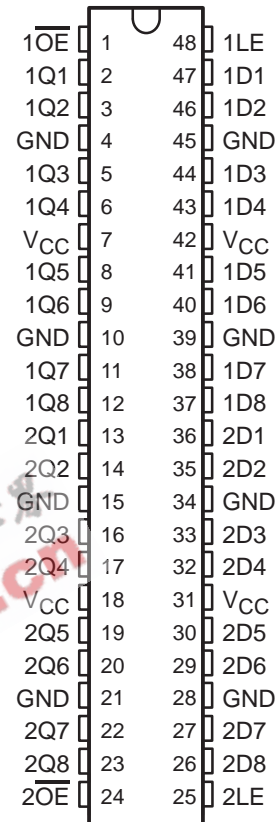 1O̅E̅ 1 48 1LE
1Q1 2 47 1D1
1Q2 3 46 1D2
GND 4 45 GND
1Q3 5 44 1D3
1Q4 6 43 1D4
VCC 7 42 VCC
1Q5 8 41 1D5
1Q6 9 40 1D6
GND 10 39 GND
1Q7 11 38 1D7
1Q8 12 37 1D8
2Q1 13 36 2D1
2Q2 14 35 2D2
GND 15 34 GND
2Q3 16 33 2D3
2Q4 17 32 2D4
VCC 18 31 VCC
2Q5 19 30 2D5
2Q6 20 29 2D6
GND 21 28 GND
2Q7 22 27 2D7
2Q8 23 26 2D8
2O̅E̅ 24 25 2LE
.cn